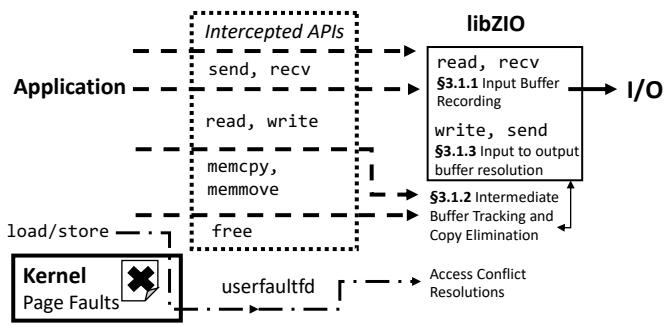 libZIO
Intercepted APIs
send, recv
Application
read, write
memcpy,
memmove
free
read, recv
§3.1.1 Input Buffer
Recording
write, send
§3.1.3 Input to output
buffer resolution
I/O
§3.1.2 Intermediate
Buffer Tracking and
Copy Elimination
load/store
Kernel
Page Faults
userfaultfd
Access Conflict
Resolutions